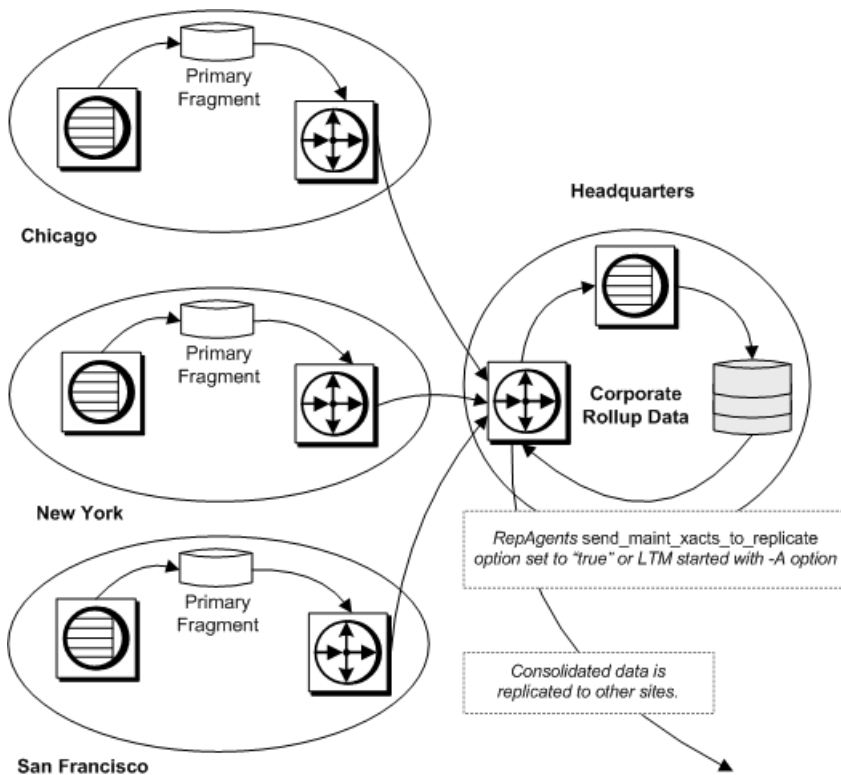 Primary
Fragment
Chicago
Headquarters
Primary
Fragment
Corporate
Rollup Data
New York
RepAgents send_maint_xacts_to_replicate
option set to “true” or LTM started with -A option
Primary
Fragment
Consolidated data is
replicated to other sites.
San Francisco